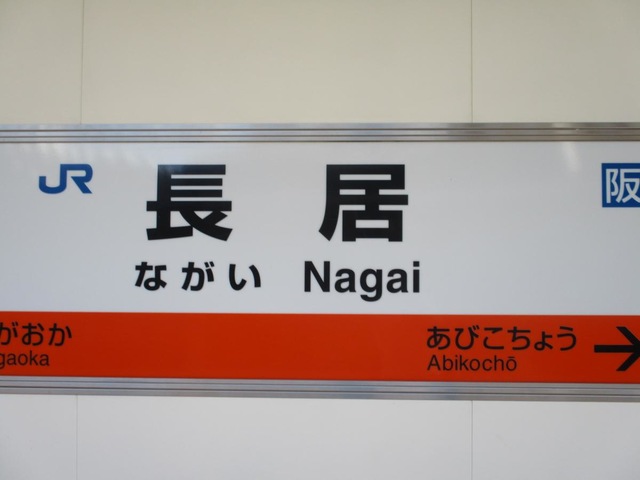 JR 長居 阪
ながい Nagai
がおか あびこちょう →
gaoka Abikochō